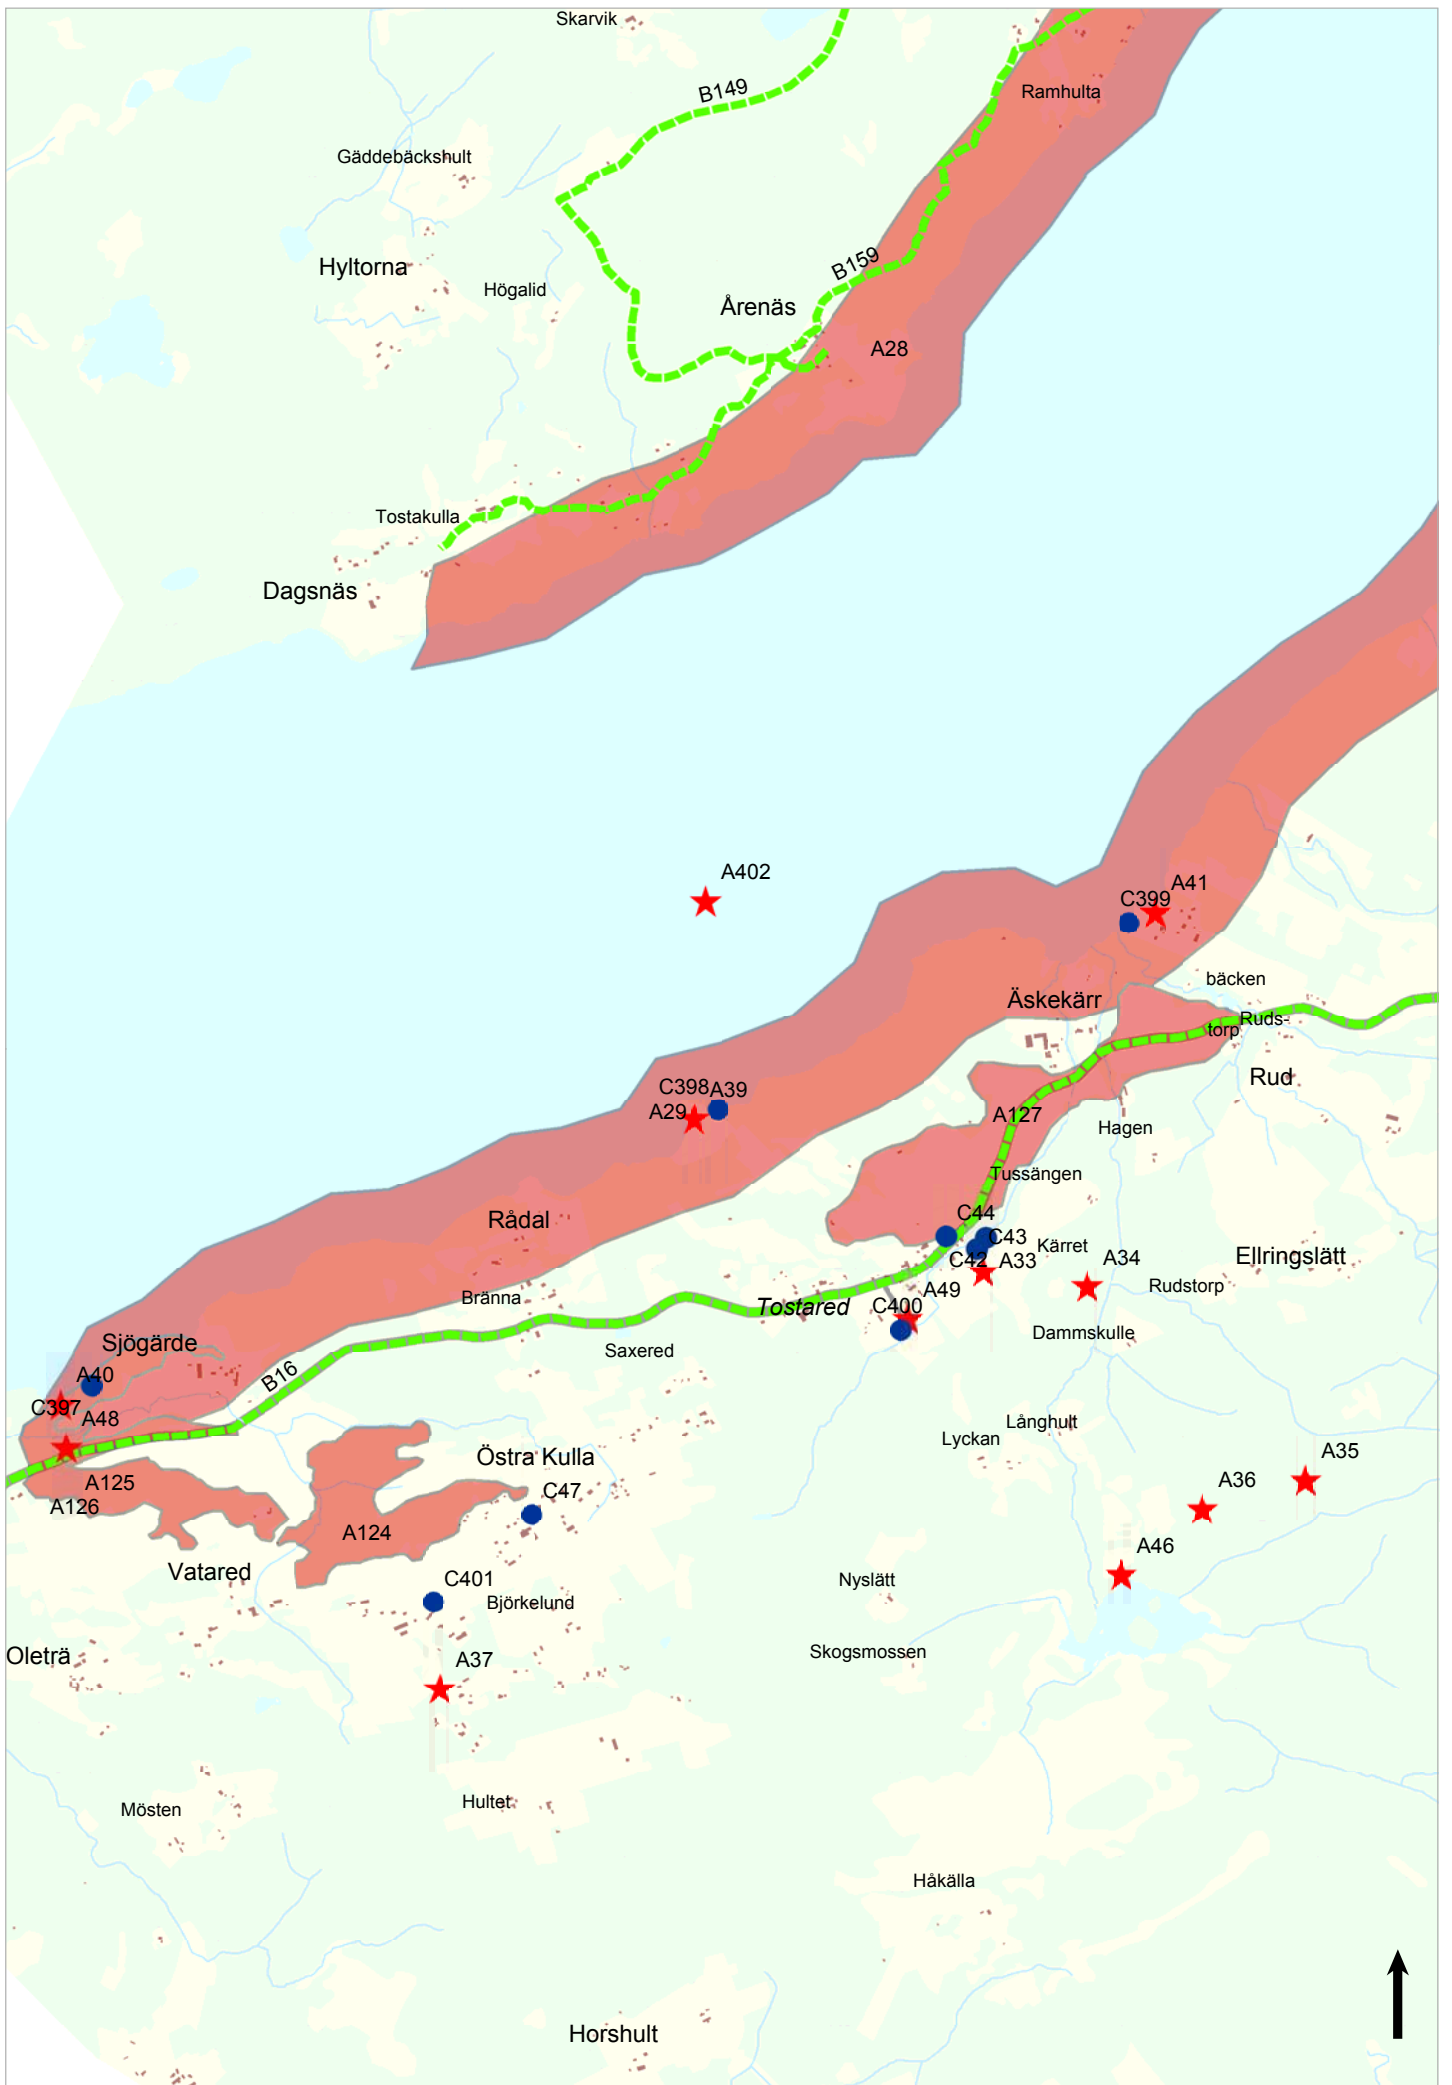 Skarvik
B149
Ramhulta
Gäddebäckshult
Hyltorna
B159
Högalid
Årenäs
A28
Tostakulla
Dagsnäs
A402
A41
C399
bäcken
Äskekärr
Ruds-
torp
Rud
C398
A39
A29
A127
Hagen
Tussängen
Rådal
C44
C43
Kärret
C42
A33
Ellringslätt
A34
Rudstorp
A49
Bränna
Tostared
C400
Dammskulle
Sjögärde
Saxered
B16
A40
C397
A48
Långhult
Lyckan
Östra Kulla
A35
A125
A36
C47
A126
A124
A46
Vatared
C401
Nyslätt
Björkelund
Oleträ
Skogsmossen
A37
Mösten
Hultet
Håkälla
Horshult